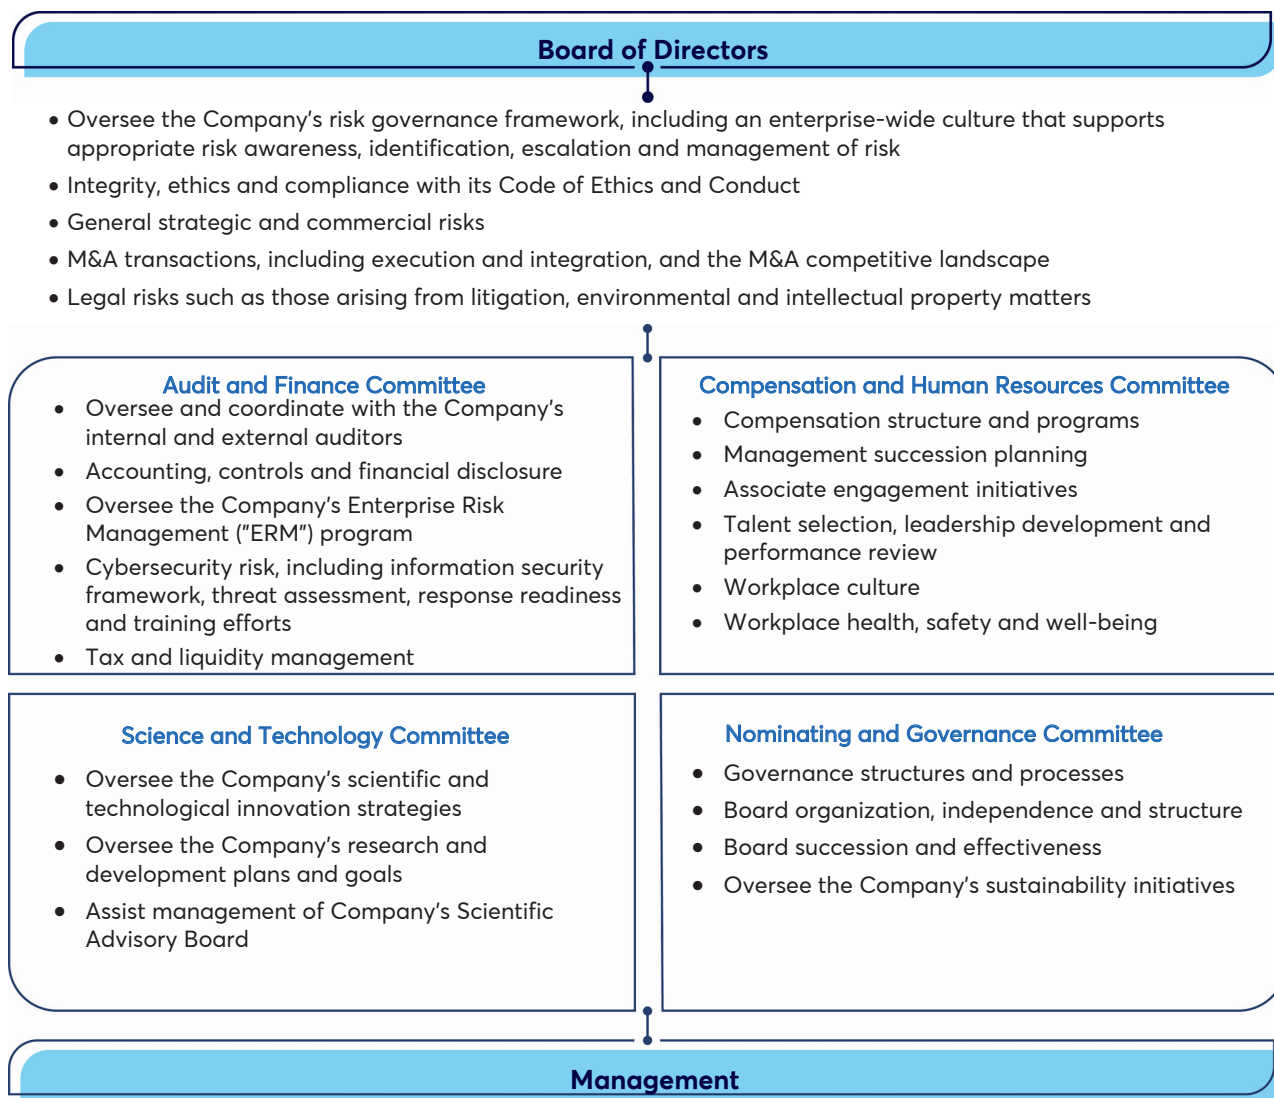 Board of Directors
• Oversee the Company's risk governance framework, including an enterprise-wide culture that supports
appropriate risk awareness, identification, escalation and management of risk
• Integrity, ethics and compliance with its Code of Ethics and Conduct
• General strategic and commercial risks
• M&A transactions, including execution and integration, and the M&A competitive landscape
• Legal risks such as those arising from litigation, environmental and intellectual property matters
Audit and Finance Committee
• Oversee and coordinate with the Company's
internal and external auditors
• Accounting, controls and financial disclosure
• Oversee the Company's Enterprise Risk
Management ("ERM") program
• Cybersecurity risk, including information security
framework, threat assessment, response readiness
and training efforts
• Tax and liquidity management
Compensation and Human Resources Committee
• Compensation structure and programs
• Management succession planning
• Associate engagement initiatives
• Talent selection, leadership development and
performance review
• Workplace culture
• Workplace health, safety and well-being
Science and Technology Committee
• Oversee the Company's scientific and
technological innovation strategies
• Oversee the Company's research and
development plans and goals
• Assist management of Company's Scientific
Advisory Board
Nominating and Governance Committee
• Governance structures and processes
• Board organization, independence and structure
• Board succession and effectiveness
• Oversee the Company's sustainability initiatives
Management